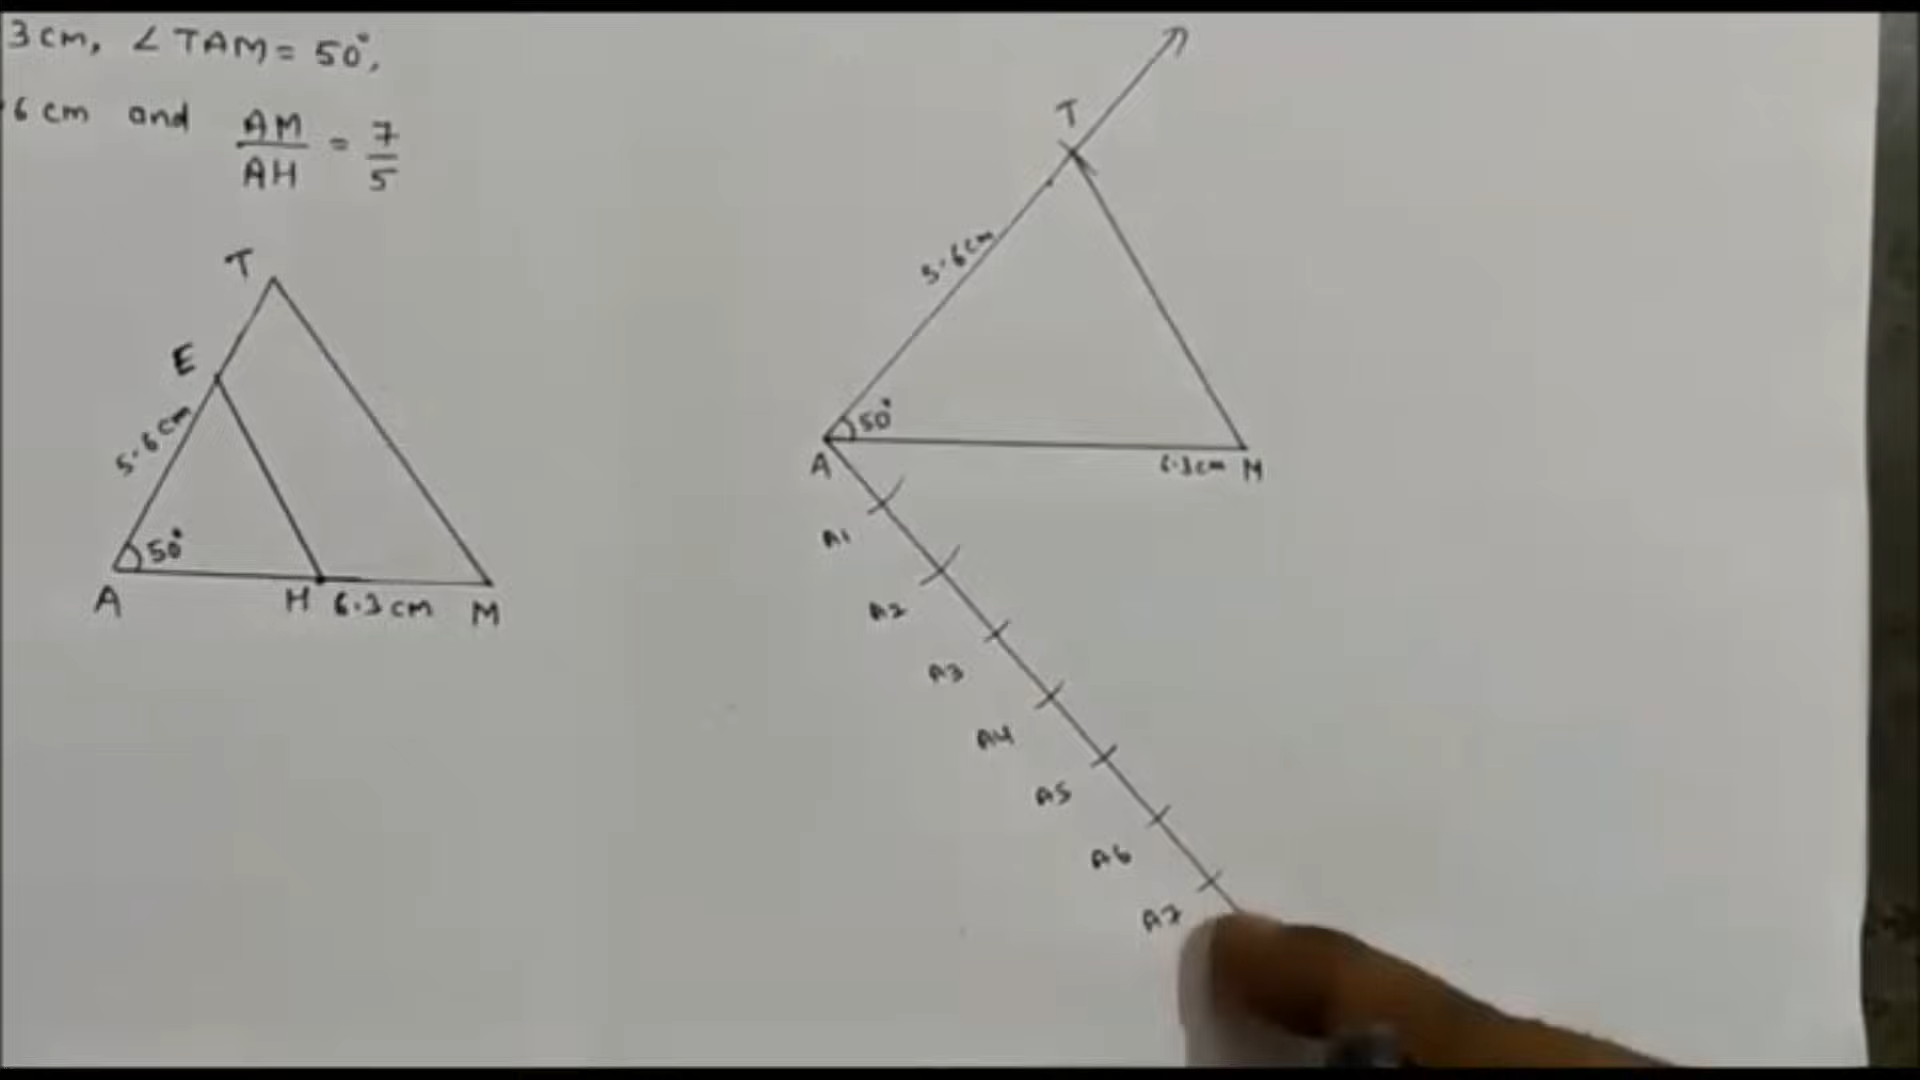 3 cm, ∠TAM = 50°,
6 cm and AM/AH = 7/5
T
E
5.6 cm
50°
A
H 6.3 cm M
T
5.6 cm
50°
A
6.3 cm M
A1
A2
A3
A4
A5
A6
A7